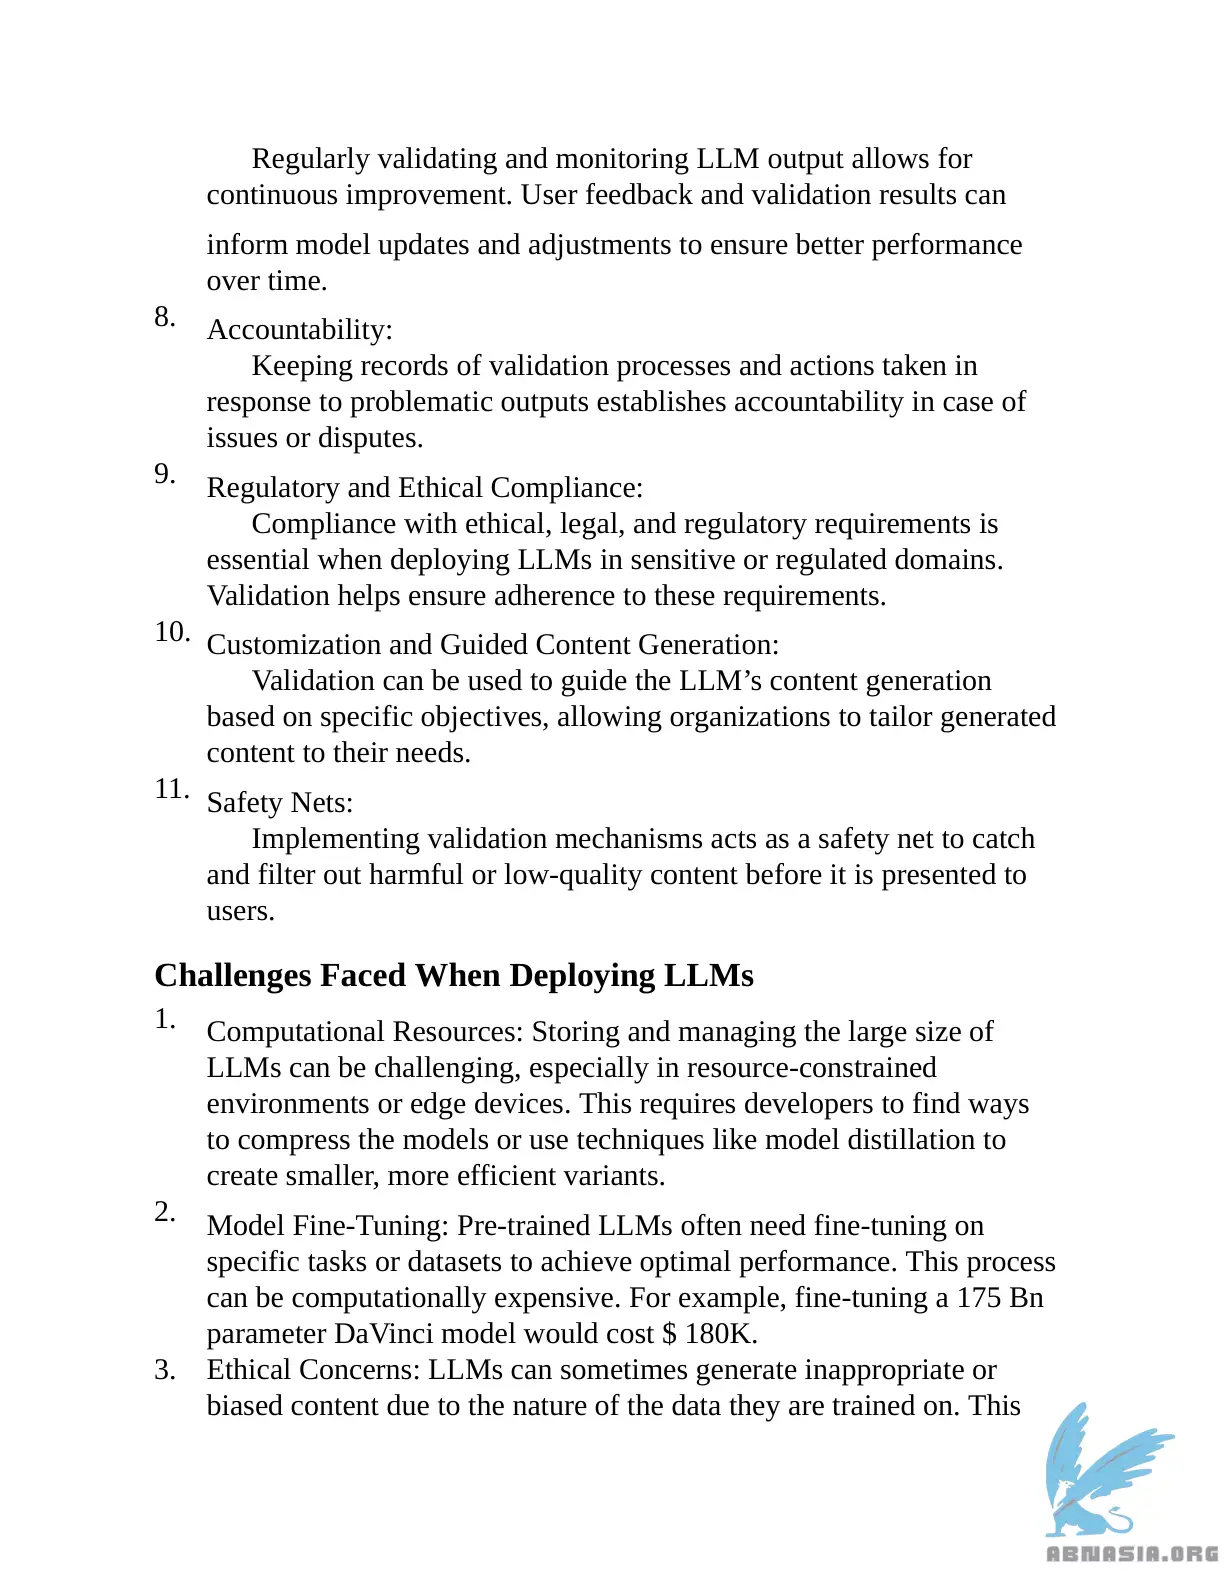 Regularly validating and monitoring LLM output allows for
continuous improvement. User feedback and validation results can
inform model updates and adjustments to ensure better performance
over time.
8. Accountability:
Keeping records of validation processes and actions taken in
response to problematic outputs establishes accountability in case of
issues or disputes.
9. Regulatory and Ethical Compliance:
Compliance with ethical, legal, and regulatory requirements is
essential when deploying LLMs in sensitive or regulated domains.
Validation helps ensure adherence to these requirements.
10. Customization and Guided Content Generation:
Validation can be used to guide the LLM’s content generation
based on specific objectives, allowing organizations to tailor generated
content to their needs.
11. Safety Nets:
Implementing validation mechanisms acts as a safety net to catch
and filter out harmful or low-quality content before it is presented to
users.
Challenges Faced When Deploying LLMs
1. Computational Resources: Storing and managing the large size of
LLMs can be challenging, especially in resource-constrained
environments or edge devices. This requires developers to find ways
to compress the models or use techniques like model distillation to
create smaller, more efficient variants.
2. Model Fine-Tuning: Pre-trained LLMs often need fine-tuning on
specific tasks or datasets to achieve optimal performance. This process
can be computationally expensive. For example, fine-tuning a 175 Bn
parameter DaVinci model would cost $ 180K.
3. Ethical Concerns: LLMs can sometimes generate inappropriate or
biased content due to the nature of the data they are trained on. This
ABNASIA.ORG